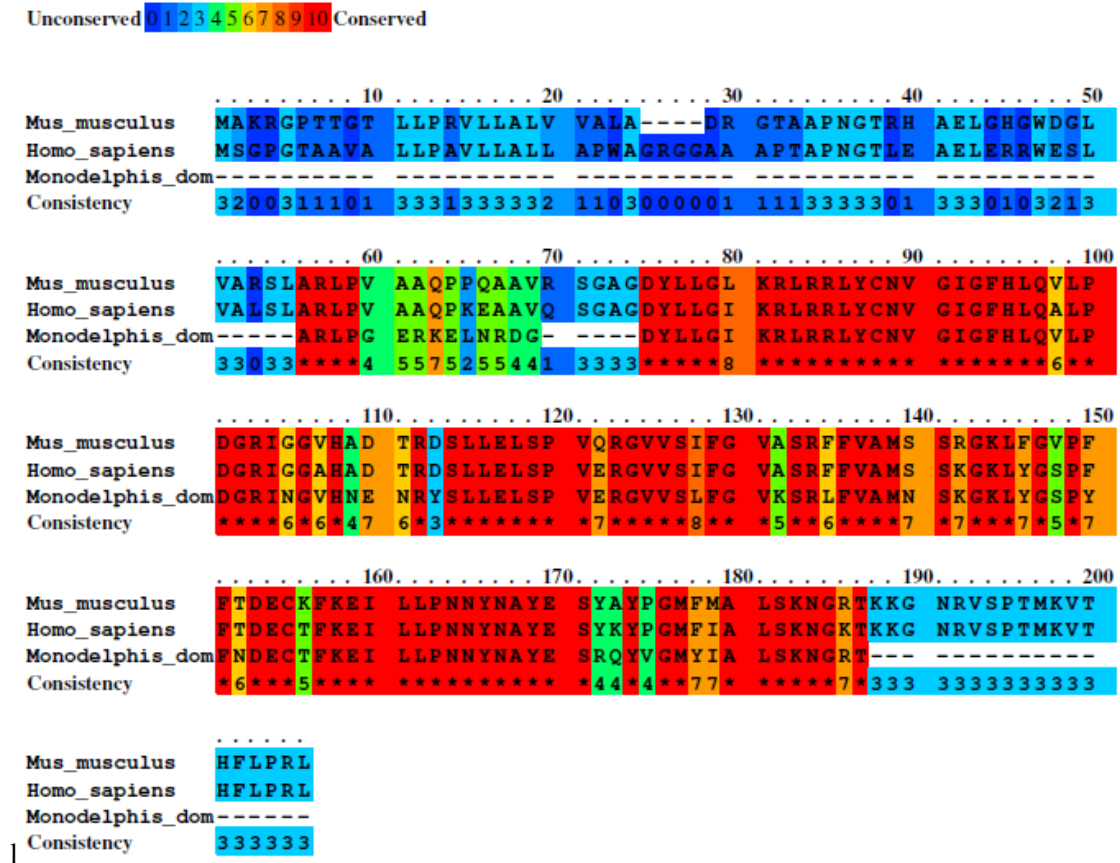 Unconserved 0 1 2 3 4 5 6 7 8 9 10 Conserved
. . . . . . . . . 10 . . . . . . . . . 20 . . . . . . . . . 30 . . . . . . . . . 40 . . . . . . . . . 50
Mus_musculus MAKRGPTTGT LLPRVLLALV VALA----DR GTAAPNGTRH AELGHGWDGL
Homo_sapiens MSGPGTAAVA LLPAVLLALL APWAGRGGAA APTAPNGTLE AELERRWESL
Monodelphis_dom---------- ---------- ---------- ---------- ----------
Consistency 3200311101 3331333332 1103000001 1113333301 3330103213
. . . . . . . . . 60 . . . . . . . . . 70 . . . . . . . . . 80 . . . . . . . . . 90 . . . . . . . . . 100
Mus_musculus VARSLARLPV AAQPPQAAVR SGAGDYLLGL KRLRRLYCNV GIGFHLQVLP
Homo_sapiens VALSLARLPV AAQPKEAAVQ SGAGDYLLGI KRLRRLYCNV GIGFHLQALP
Monodelphis_dom-----ARLPG ERKELNRDG- ----DYLLGI KRLRRLYCNV GIGFHLQVLP
Consistency 33033****4 5575255441 3333*****8 ********** *******6**
. . . . . . . . . 110 . . . . . . . . . 120 . . . . . . . . . 130 . . . . . . . . . 140 . . . . . . . . . 150
Mus_musculus DGRIGGVHAD TRDSLLELSP VQRGVVSIFG VASRFFVAMS SRGKLFGVPF
Homo_sapiens DGRIGGAHAD TRDSLLELSP VERGVVSIFG VASRFFVAMS SKGKLYGSPF
Monodelphis_domDGRINGVHNE NRYSLLELSP VERGVVSLFG VKSRLFVAMN SKGKLYGSPY
Consistency ****6*6*47 6*3******* *7*****8** *5**6****7 *7***7*5*7
. . . . . . . . . 160 . . . . . . . . . 170 . . . . . . . . . 180 . . . . . . . . . 190 . . . . . . . . . 200
Mus_musculus FTDECKFKEI LLPNNYNAYE SYAYPGMFMA LSKNGRTKKG NRVSPTMKVT
Homo_sapiens FTDECTFKEI LLPNNYNAYE SYKYPGMFIA LSKNGKTKKG NRVSPTMKVT
Monodelphis_domFNDECTFKEI LLPNNYNAYE SRQYVGMYIA LSKNGRT--- ----------
Consistency *6***5**** ********** *44*4**77* *****7*333 3333333333
. . . . . .
Mus_musculus HFLPRL
Homo_sapiens HFLPRL
Monodelphis_dom------
Consistency 333333
l